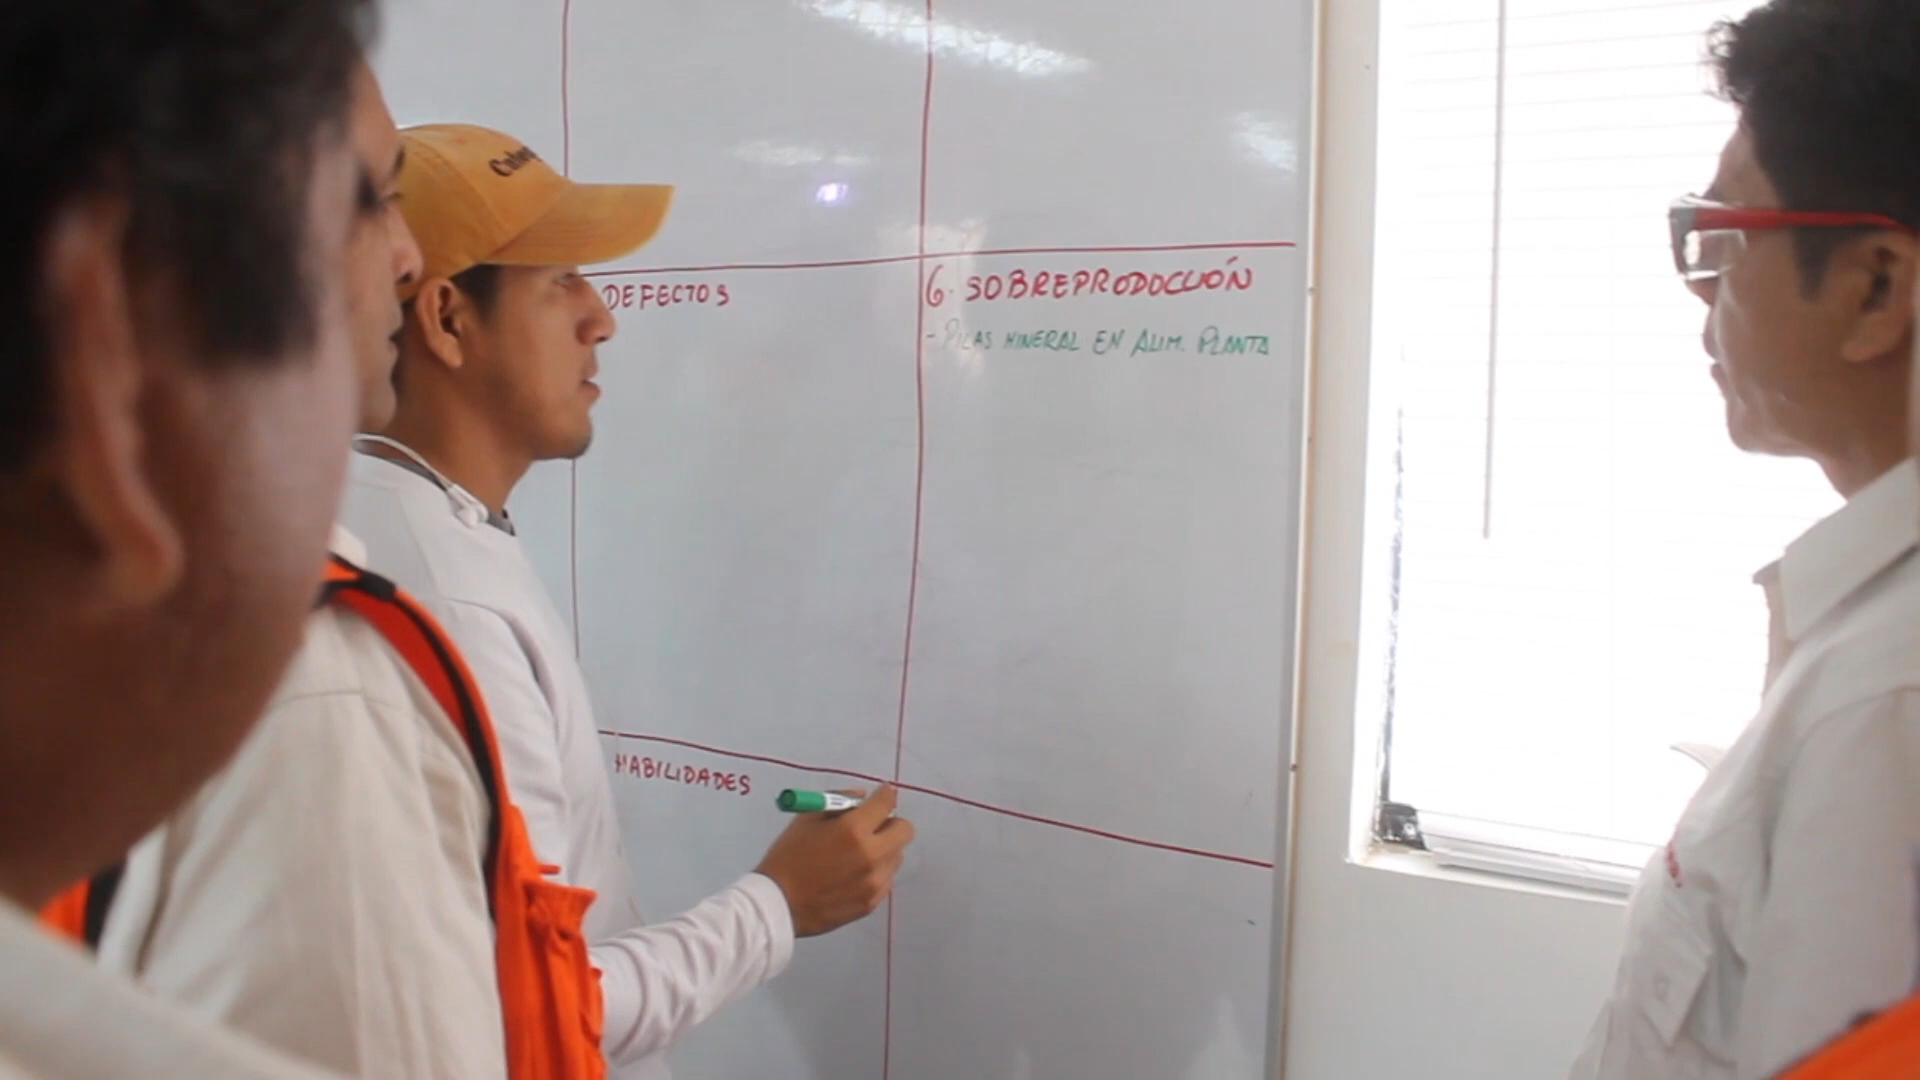 DEFECTOS
6. SOBREPRODUCCIÓN
- PILAS MINERAL EN ALIM. PLANTA
HABILIDADES